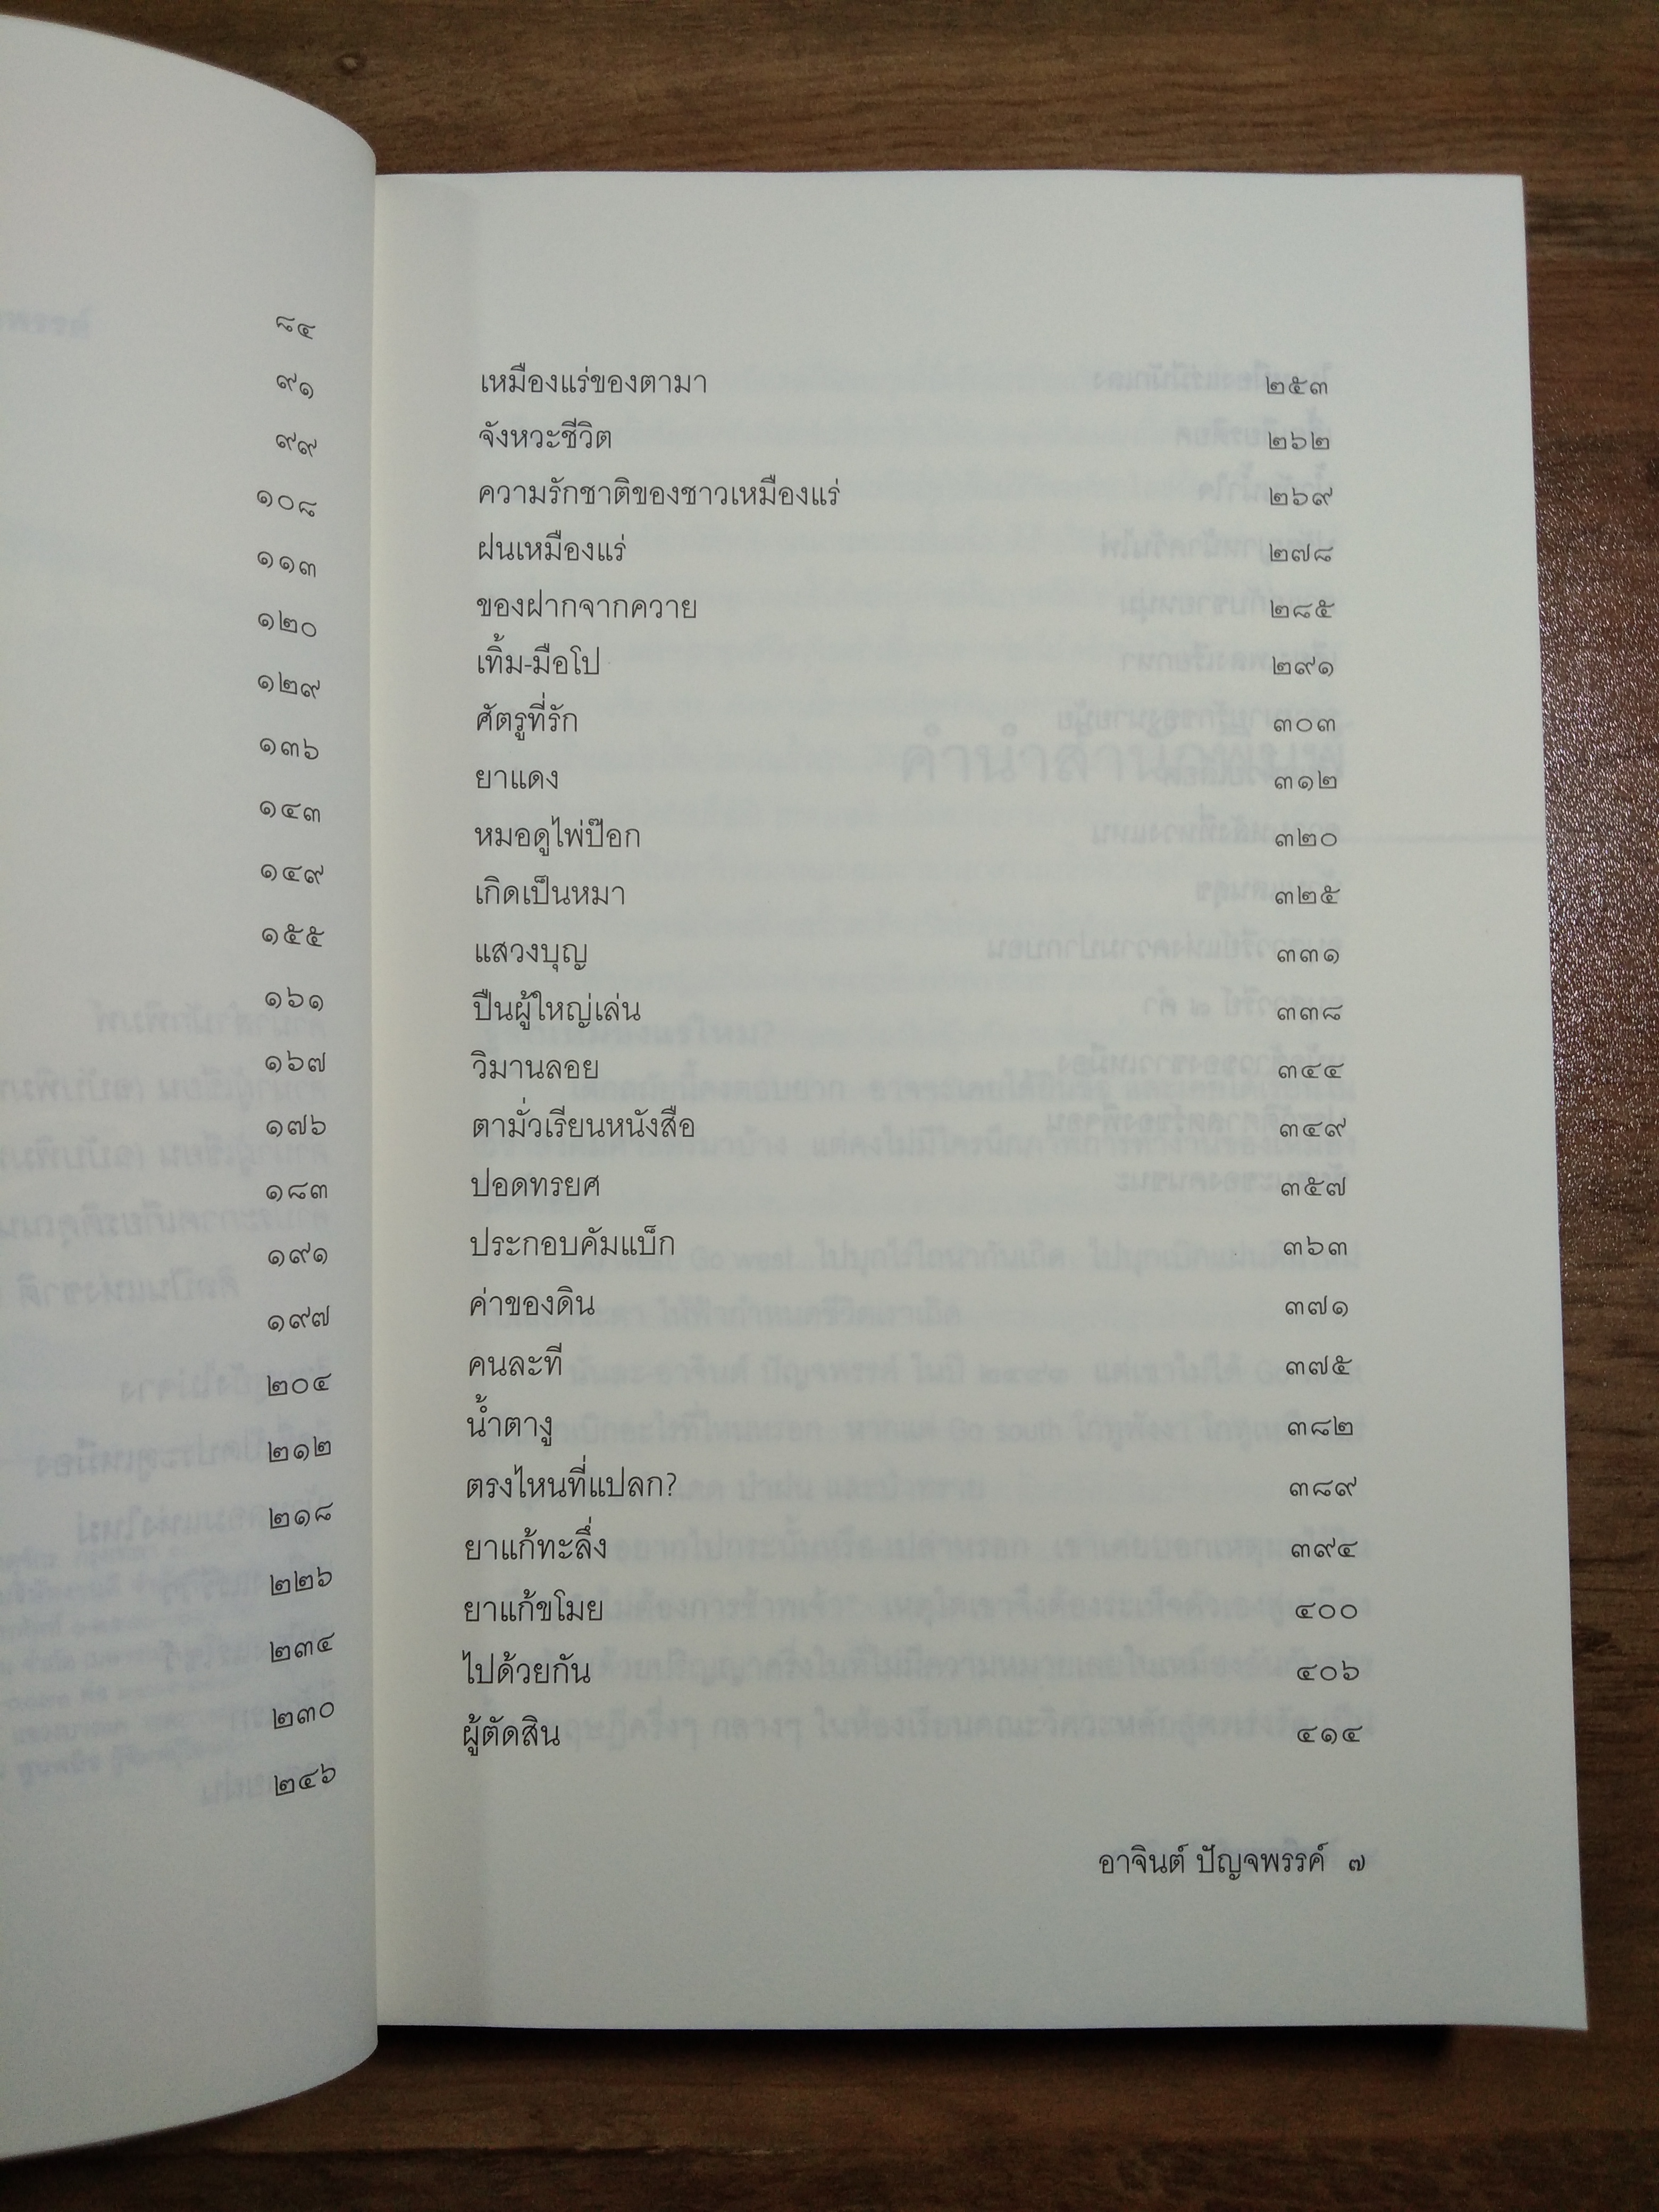 ๘๔
๙๑
๙๙
๑๐๘
๑๑๓
๑๒๐
๑๒๙
๑๓๖
๑๔๓
๑๔๙
๑๕๕
๑๖๑
๑๖๗
๑๗๖
๑๘๓
๑๙๑
๑๙๗
๒๐๔
๒๑๒
๒๑๘
๒๒๖
๒๓๔
๒๓๐
๒๔๖
เหมืองแร่ของตามา ๒๕๓
จังหวะชีวิต ๒๖๒
ความรักชาติของชาวเหมืองแร่ ๒๖๙
ฝนเหมืองแร่ ๒๗๘
ของฝากจากควาย ๒๘๕
เทิ้ม-มือโป ๒๙๑
ศัตรูที่รัก ๓๐๓
ยาแดง ๓๑๒
หมอดูไพ่ป๊อก ๓๒๐
เกิดเป็นหมา ๓๒๕
แสวงบุญ ๓๓๑
ปืนผู้ใหญ่เล่น ๓๓๘
วิมานลอย ๓๔๔
ตามั่วเรียนหนังสือ ๓๔๙
ปอดทรยศ ๓๕๗
ประกอบคัมแบ็ก ๓๖๓
ค่าของดิน ๓๗๑
คนละที ๓๗๕
น้ำตางู ๓๘๒
ตรงไหนที่แปลก? ๓๘๙
ยาแก้ทะลึ่ง ๓๙๔
ยาแก้ขโมย ๔๐๐
ไปด้วยกัน ๔๐๖
ผู้ตัดสิน ๔๑๔
อาจินต์ ปัญจพรรค์ ๗